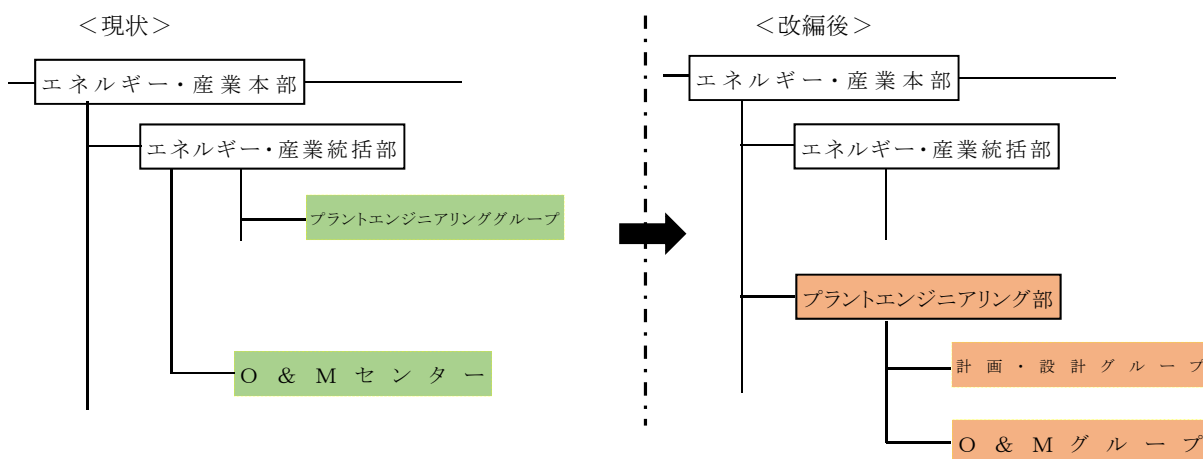 ＜現状＞
エネルギー・産業本部
エネルギー・産業統括部
プラントエンジニアリンググループ
O&Mセンター
＜改編後＞
エネルギー・産業本部
エネルギー・産業統括部
プラントエンジニアリング部
計画・設計グループ
O&Mグループ